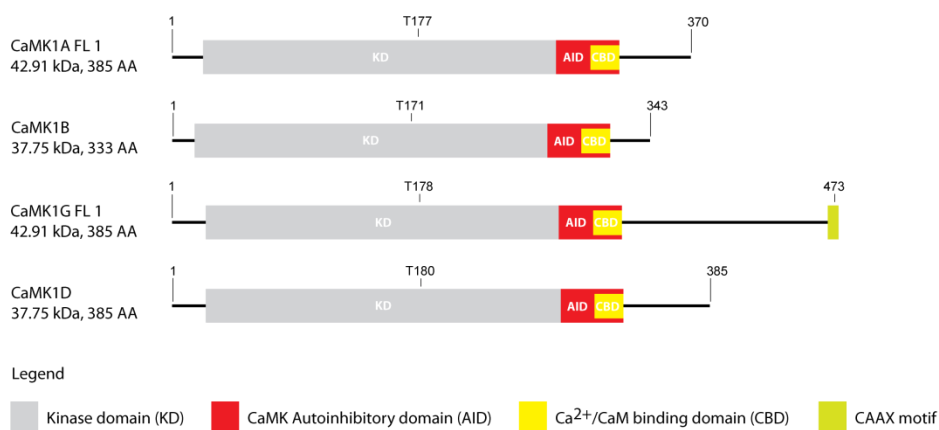 1 T177 370
CaMK1A FL 1
42.91 kDa, 385 AA
KD AID CBD
1 T171 343
CaMK1B
37.75 kDa, 333 AA
KD AID CBD
1 T178 473
CaMK1G FL 1
42.91 kDa, 385 AA
KD AID CBD
1 T180 385
CaMK1D
37.75 kDa, 385 AA
KD AID CBD
Legend
Kinase domain (KD) CaMK Autoinhibitory domain (AID) Ca²⁺/CaM binding domain (CBD) CAAX motif